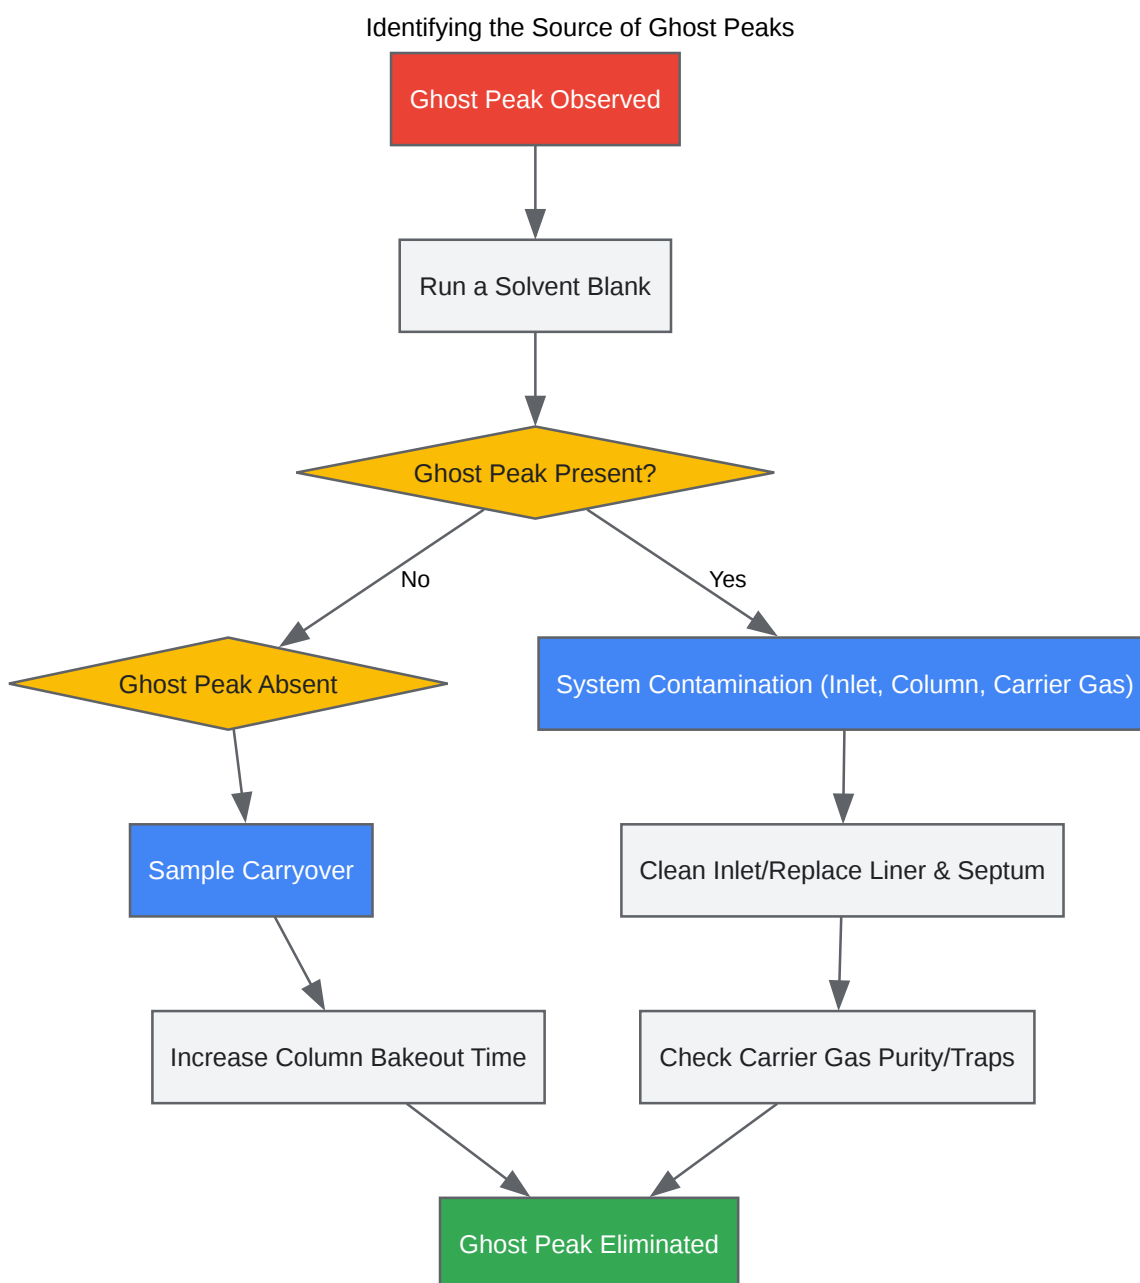 Identifying the Source of Ghost Peaks
Ghost Peak Observed
Run a Solvent Blank
Ghost Peak Present?
No
Yes
Ghost Peak Absent
System Contamination (Inlet, Column, Carrier Gas)
Sample Carryover
Clean Inlet/Replace Liner & Septum
Increase Column Bakeout Time
Check Carrier Gas Purity/Traps
Ghost Peak Eliminated